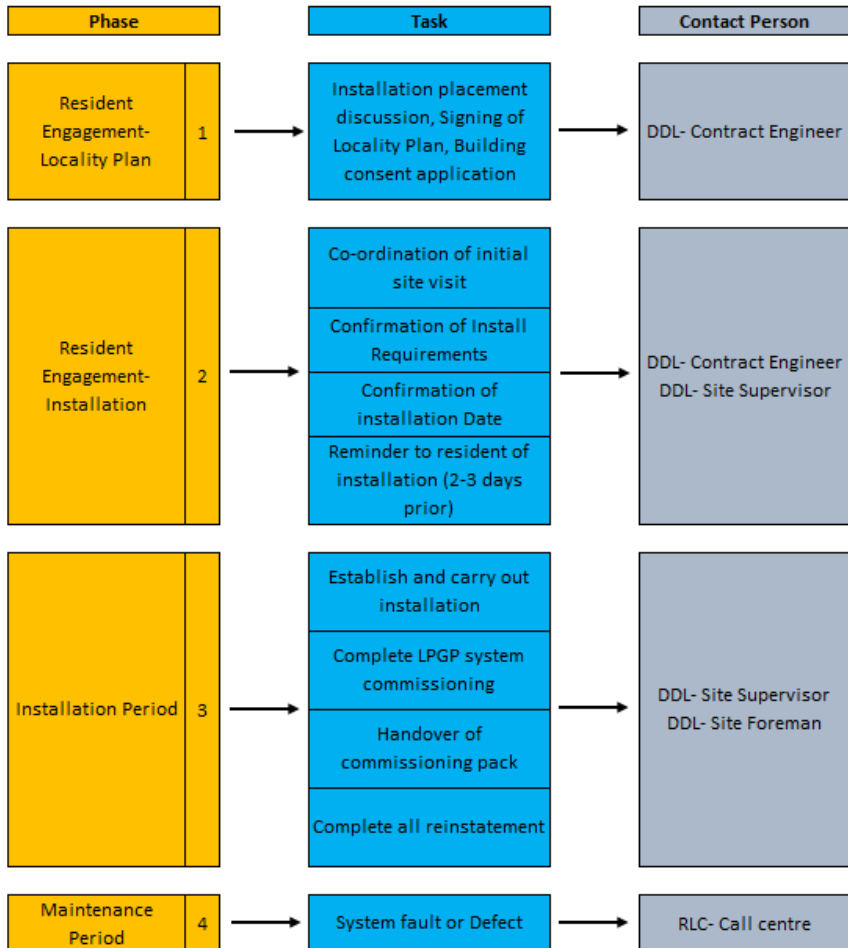 Phase
Task
Contact Person
Resident
Engagement-
Locality Plan
1
Installation placement
discussion, Signing of
Locality Plan, Building
consent application
DDL- Contract Engineer
Resident
Engagement-
Installation
2
Co-ordination of initial
site visit
Confirmation of Install
Requirements
Confirmation of
installation Date
Reminder to resident of
installation (2-3 days
prior)
DDL- Contract Engineer
DDL- Site Supervisor
Installation Period
3
Establish and carry out
installation
Complete LPGP system
commissioning
Handover of
commissioning pack
Complete all reinstatement
DDL- Site Supervisor
DDL- Site Foreman
Maintenance
Period
4
System fault or Defect
RLC- Call centre